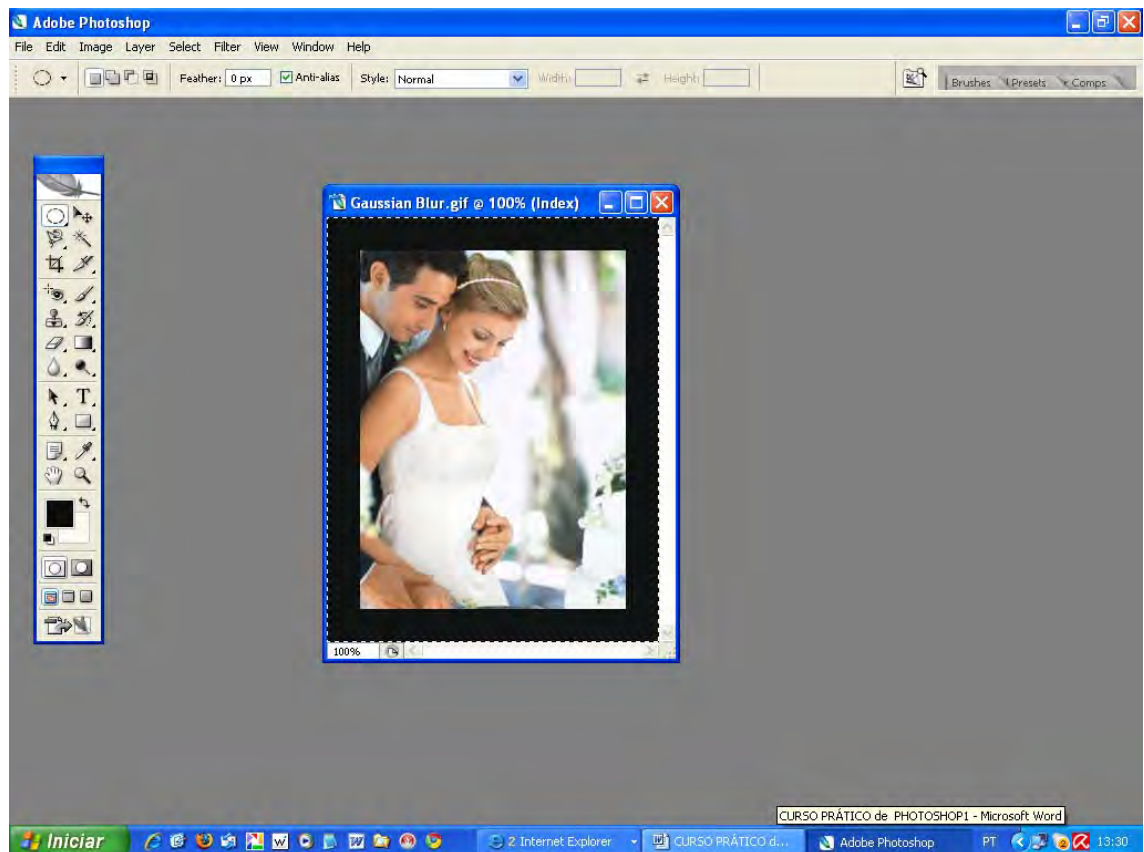 Adobe Photoshop
File Edit Image Layer Select Filter View Window Help
Feather: 0 px Anti-alias Style: Normal Width: Height: Brushes Presets Comps
Gaussian Blur.gif @ 100% (Index)
T
100%
CURSO PRÁTICO de PHOTOSHOP1 - Microsoft Word
Iniciar 2 Internet Explorer CURSO PRÁTICO d... Adobe Photoshop PT 13:30